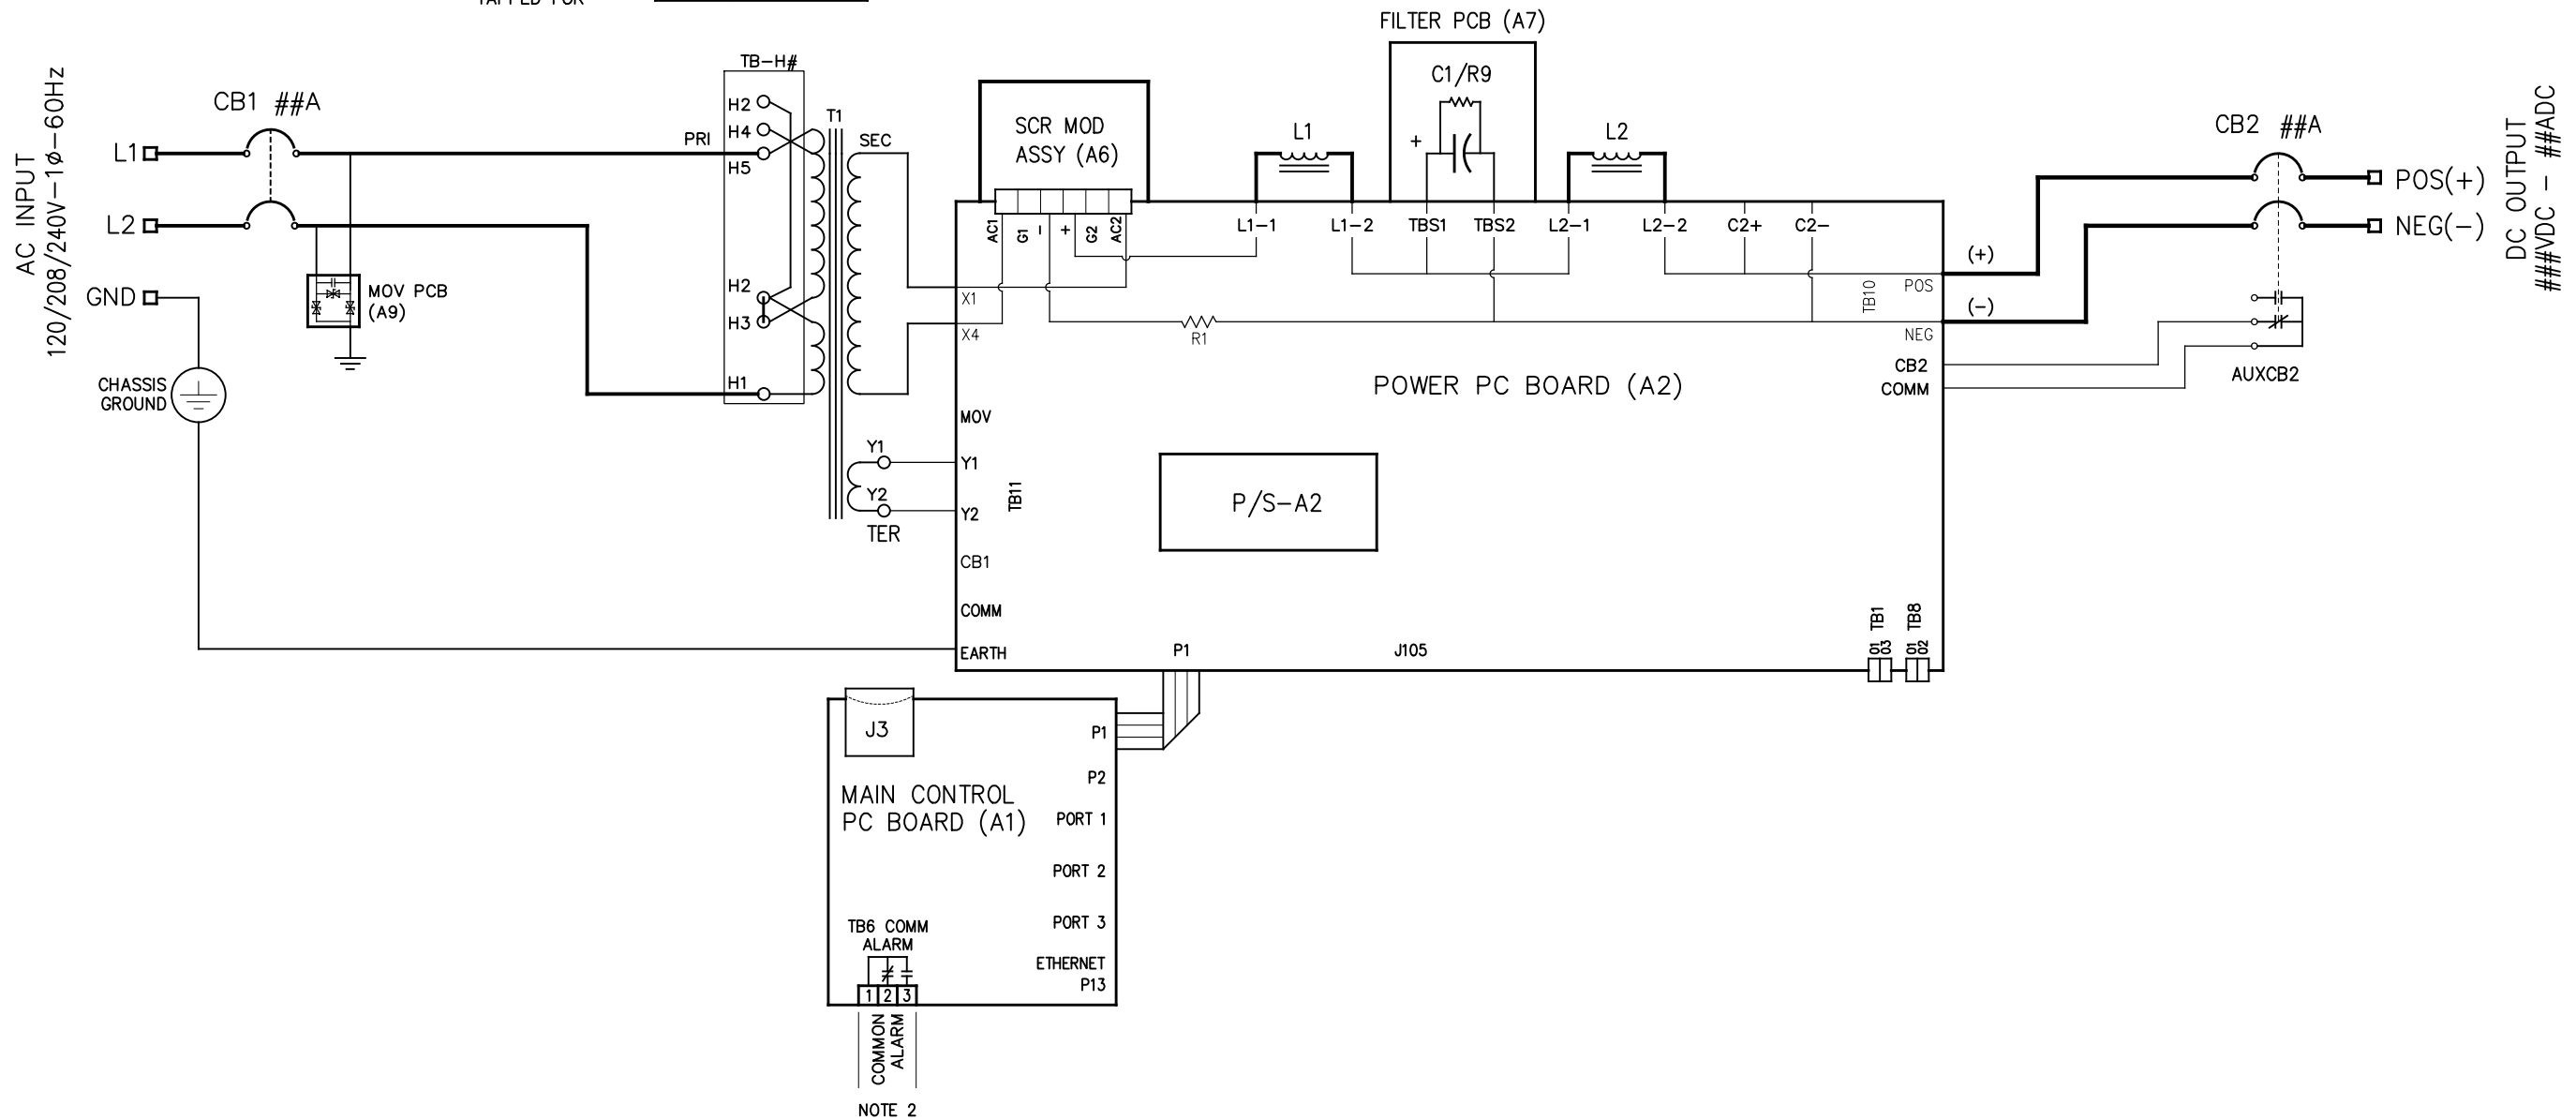 FILTER PCB (A7)
AC INPUT
120/208/240V-1ø-60Hz
CB1 ##A
L1
L2
GND
CHASSIS
GROUND
MOV PCB
(A9)
TB-H#
PRI
H2
H4
H5
H2
H3
H1
T1
SEC
Y1
Y2
TER
SCR MOD
ASSY (A6)
AC1
G1
-
+
G2
AC2
L1
C1/R9
+
L2
L1-1
L1-2
TBS1
TBS2
L2-1
L2-2
C2+
C2-
X1
X4
R1
TB10
POS
NEG
CB2
COMM
POWER PC BOARD (A2)
MOV
Y1
Y2
TB11
CB1
COMM
EARTH
P/S-A2
P1
J105
01
03
TB1
01
02
TB8
(+)
(-)
CB2 ##A
POS(+)
NEG(-)
DC OUTPUT
###VDC - ##ADC
AUXCB2
J3
MAIN CONTROL
PC BOARD (A1)
P1
P2
PORT 1
PORT 2
PORT 3
ETHERNET
P13
TB6 COMM
ALARM
1 2 3
COMMON
ALARM
NOTE 2